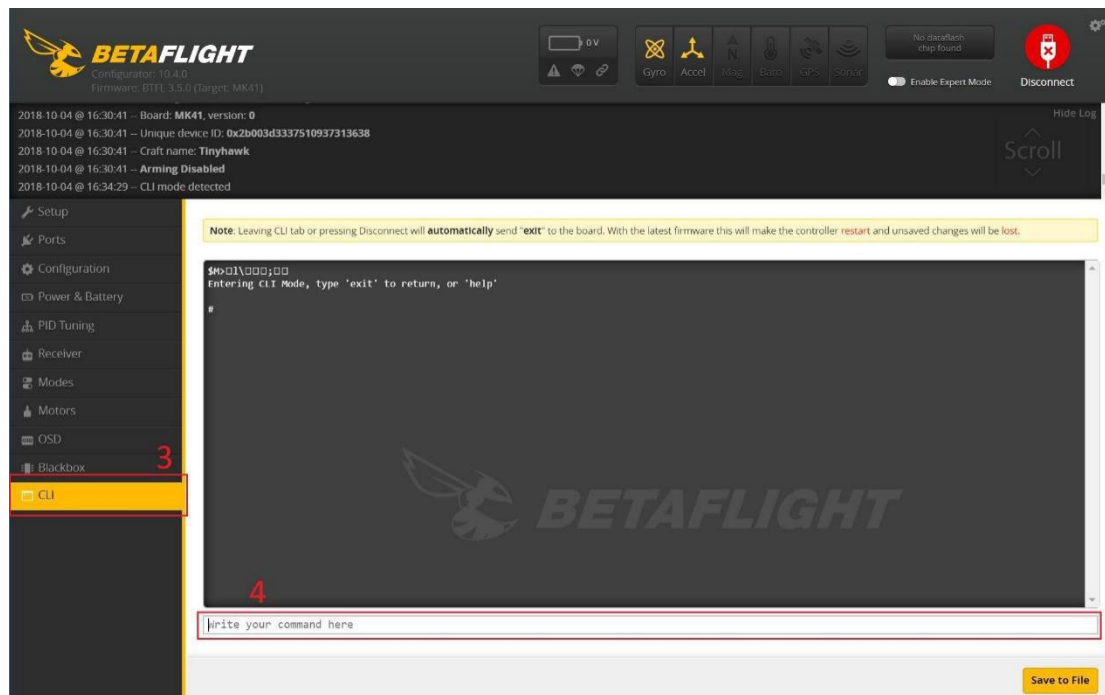 BETAFLIGHT
Configurator: 10.4.0
Firmware: BTFL 3.5.0 (Target: MK41)
0 V
Gyro
Accel
Mag
Baro
GPS
Sonar
No dataflash
chip found
Enable Expert Mode
Disconnect
2018-10-04 @ 16:30:41 -- Board: MK41, version: 0
2018-10-04 @ 16:30:41 -- Unique device ID: 0x2b003d3337510937313638
2018-10-04 @ 16:30:41 -- Craft name: Tinyhawk
2018-10-04 @ 16:30:41 -- Arming Disabled
2018-10-04 @ 16:34:29 -- CLI mode detected
Hide Log
Scroll
Setup
Ports
Configuration
Power & Battery
PID Tuning
Receiver
Modes
Motors
OSD
Blackbox
3
CLI
Note: Leaving CLI tab or pressing Disconnect will automatically send "exit" to the board. With the latest firmware this will make the controller restart and unsaved changes will be lost.
$M>□l\□□□;□□
Entering CLI Mode, type 'exit' to return, or 'help'
#
BETAFLIGHT
4
Write your command here
Save to File